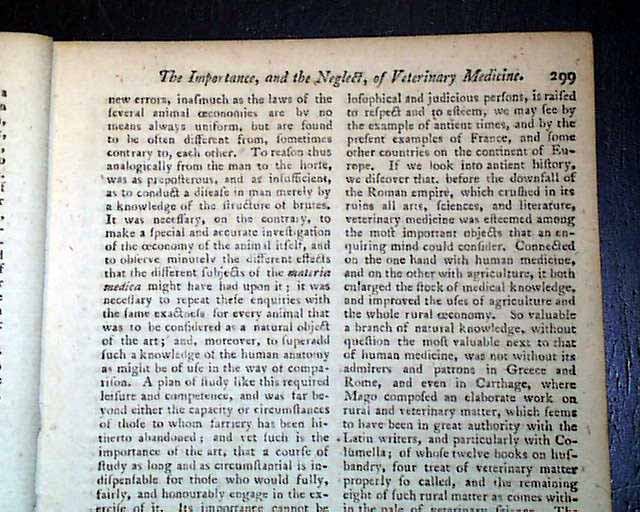 The Importance, and the Neglect, of Veterinary Medicine. 299
new errors, inasmuch as the laws of the
ſeveral animal œconomies are by no
means always uniform, but are found
to be often different from, ſometimes
contrary to, each other. To reaſon thus
analogically from the man to the horſe,
was as prepoſterous, and as inſufficient,
as to conduct a diſeaſe in man merely by
a knowledge of the ſtructure of brutes.
It was neceſſary, on the contrary, to
make a ſpecial and accurate inveſtigation
of the œconomy of the animal itſelf, and
to obſerve minutely the different effects
that the different ſubjects of the materia
medica might have had upon it; it was
neceſſary to repeat theſe enquiries with
the ſame exactneſs for every animal that
was to be conſidered as a natural object
of the art; and, moreover, to ſuperadd
ſuch a knowledge of the human anatomy
as might be of uſe in the way of compa-
riſon. A plan of ſtudy like this required
leiſure and competence, and was far be-
yond either the capacity or circumſtances
of thoſe to whom farriery has been hi-
therto abandoned; and yet ſuch is the
importance of the art, that a courſe of
ſtudy as long and as circumſtantial is in-
diſpenſable for thoſe who would fully,
fairly, and honourably engage in the ex-
erciſe of it. Its importance cannot be
loſophical and judicious perſons, is raiſed
to reſpect and to eſteem, we may ſee by
the example of antient times, and by the
preſent examples of France, and ſome
other countries on the continent of Eu-
rope. If we look into antient hiſtory,
we diſcover that, before the downfall of
the Roman empire, which cruſhed in its
ruins all arts, ſciences, and literature,
veterinary medicine was eſteemed among
the moſt important objects that an en-
quiring mind could conſider. Connected
on the one hand with human medicine,
and on the other with agriculture, it both
enlarged the ſtock of medical knowledge,
and improved the uſes of agriculture and
the whole rural œconomy. So valuable
a branch of natural knowledge, without
queſtion the moſt valuable next to that
of human medicine, was not without its
admirers and patrons in Greece and
Rome, and even in Carthage, where
Mago compoſed an elaborate work on
rural and veterinary matter, which ſeems
to have been in great authority with the
Latin writers, and particularly with Co-
lumella; of whoſe twelve books on huſ-
bandry, four treat of veterinary matter
properly ſo called, and the remaining
eight of ſuch rural matter as comes with-
in the pale of veterinary ſcience. The